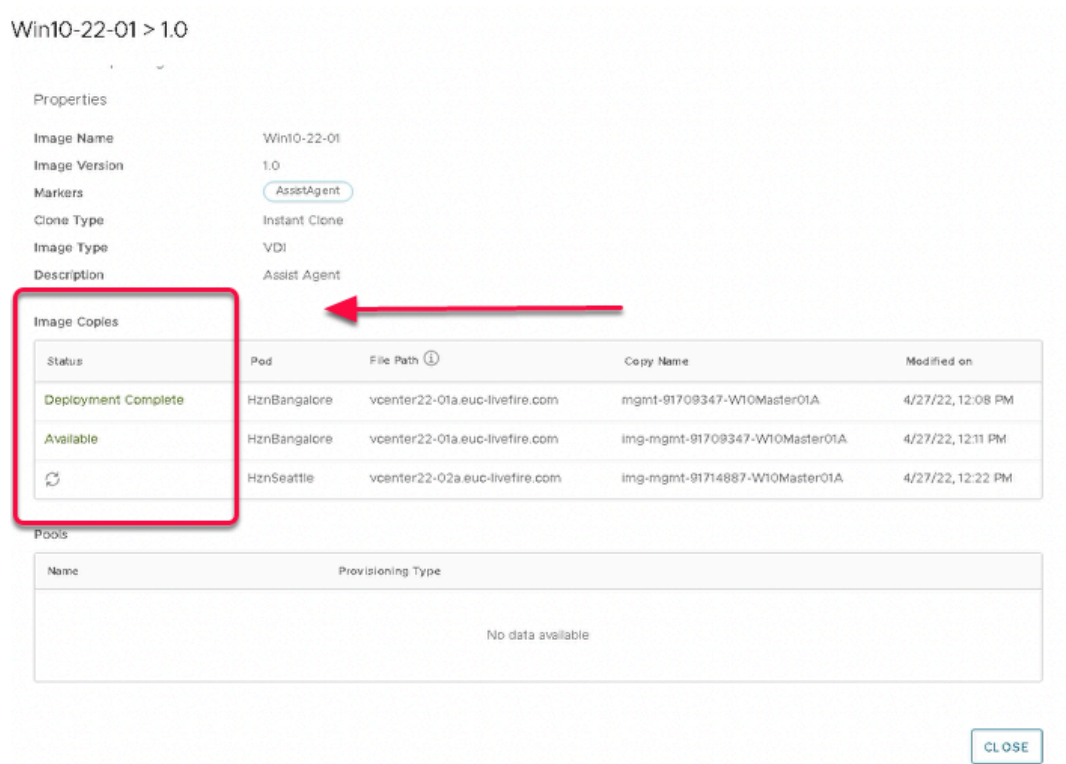 Win10-22-01 > 1.0
Properties
Image Name Win10-22-01
Image Version 1.0
Markers AssistAgent
Clone Type Instant Clone
Image Type VDI
Description Assist Agent
Image Copies
Status Pod File Path Copy Name Modified on
Deployment Complete HznBangalore vcenter22-01a.euc-livefire.com mgmt-91709347-W10Master01A 4/27/22, 12:08 PM
Available HznBangalore vcenter22-01a.euc-livefire.com img-mgmt-91709347-W10Master01A 4/27/22, 12:11 PM
HznSeattle vcenter22-02a.euc-livefire.com img-mgmt-91714887-W10Master01A 4/27/22, 12:22 PM
Pools
Name Provisioning Type
No data available
CLOSE